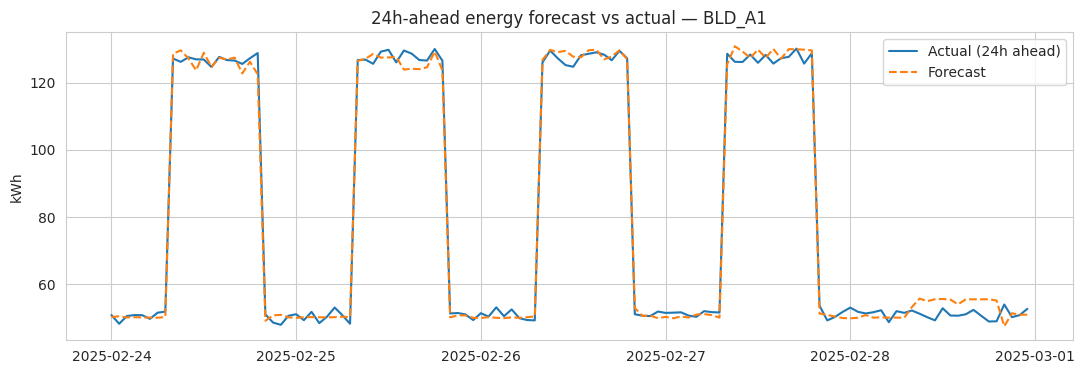 24h-ahead energy forecast vs actual — BLD_A1
Actual (24h ahead)
Forecast
kWh
120
100
80
60
2025-02-24
2025-02-25
2025-02-26
2025-02-27
2025-02-28
2025-03-01